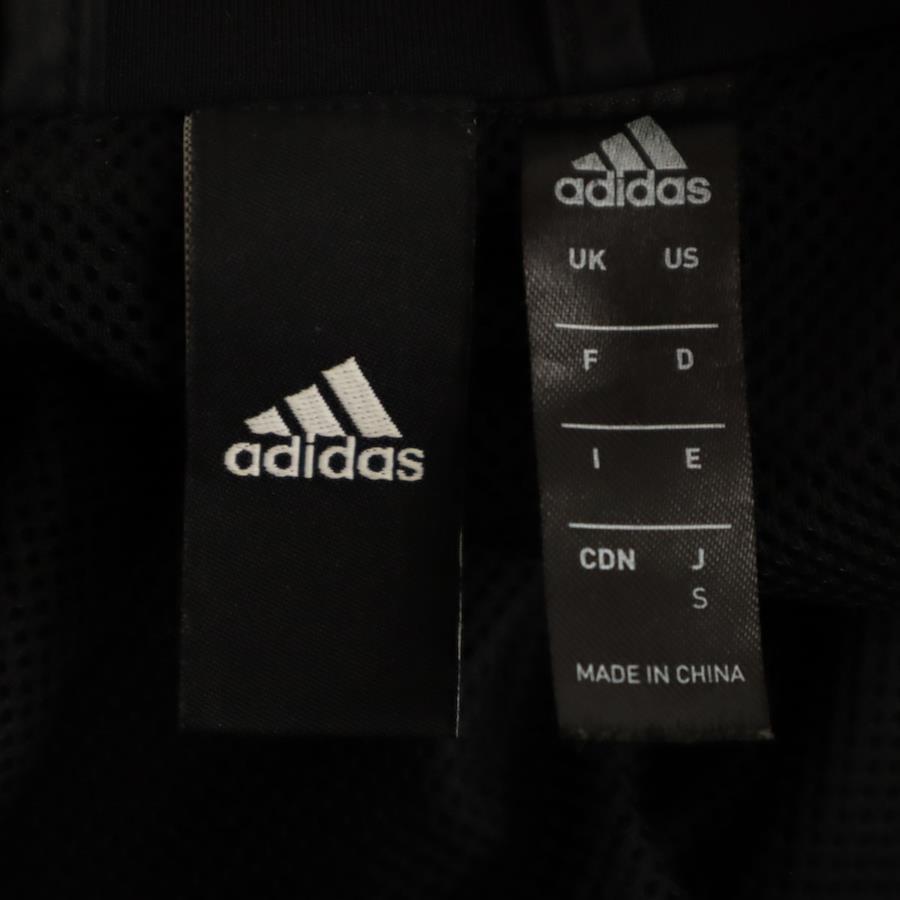 adidas
adidas
UK US
F D
I E
CDN J
S
MADE IN CHINA